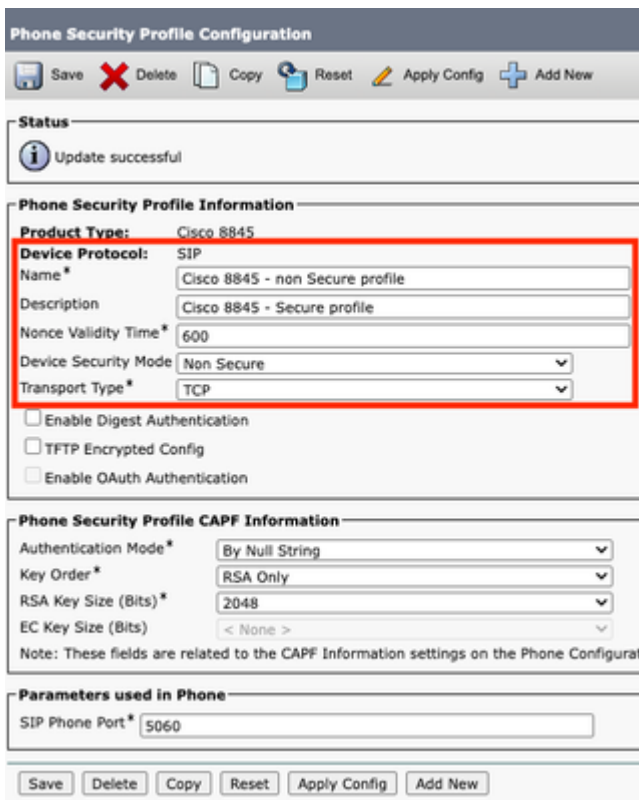 Phone Security Profile Configuration
Save Delete Copy Reset Apply Config Add New
Status
Update successful
Phone Security Profile Information
Product Type: Cisco 8845
Device Protocol: SIP
Name* Cisco 8845 - non Secure profile
Description Cisco 8845 - Secure profile
Nonce Validity Time* 600
Device Security Mode Non Secure
Transport Type* TCP
Enable Digest Authentication
TFTP Encrypted Config
Enable OAuth Authentication
Phone Security Profile CAPF Information
Authentication Mode* By Null String
Key Order* RSA Only
RSA Key Size (Bits)* 2048
EC Key Size (Bits) < None >
Note: These fields are related to the CAPF Information settings on the Phone Configurat
Parameters used in Phone
SIP Phone Port* 5060
Save Delete Copy Reset Apply Config Add New